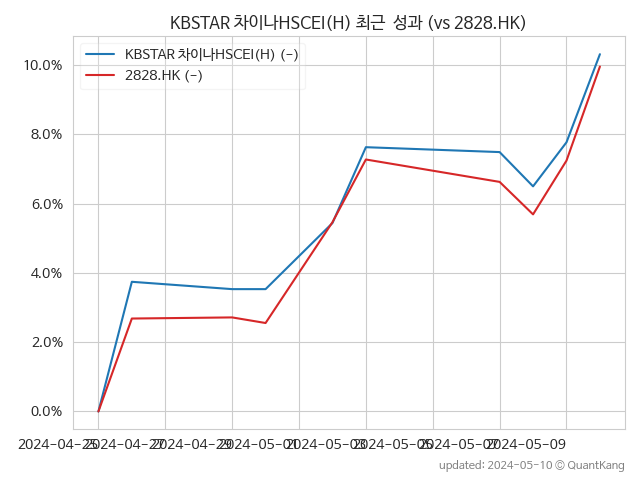 KBSTAR 차이나HSCEI(H) 최근 성과 (vs 2828.HK)
KBSTAR 차이나HSCEI(H) (-)
2828.HK (-)
10.0%
8.0%
6.0%
4.0%
2.0%
0.0%
2024-04-25 2024-04-27 2024-04-29 2024-05-01 2024-05-03 2024-05-05 2024-05-07 2024-05-09
updated: 2024-05-10 © QuantKang